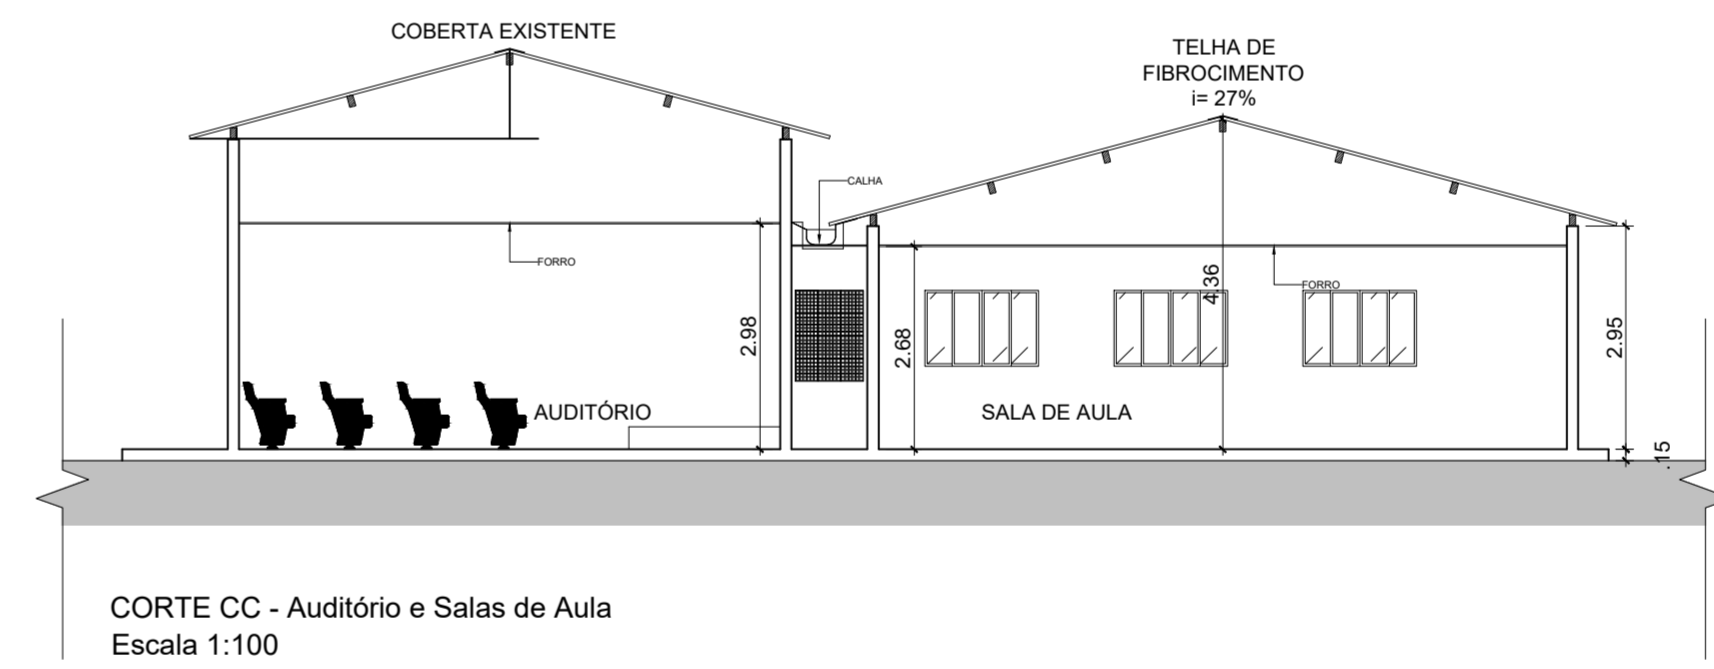 COBERTA EXISTENTE
TELHA DE
FIBROCIMENTO
i= 27%
CALHA
FORRO
FORRO
4.36
2.98
2.68
2.95
AUDITÓRIO
SALA DE AULA
.15
CORTE CC - Auditório e Salas de Aula
Escala 1:100